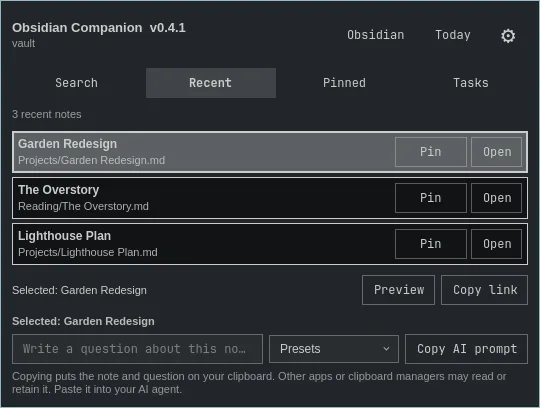 Obsidian Companion v0.4.1
vault
Obsidian Today
Search Recent Pinned Tasks
3 recent notes
Garden Redesign
Projects/Garden Redesign.md
Pin Open
The Overstory
Reading/The Overstory.md
Pin Open
Lighthouse Plan
Projects/Lighthouse Plan.md
Pin Open
Selected: Garden Redesign
Preview Copy link
Selected: Garden Redesign
Write a question about this no… Presets Copy AI prompt
Copying puts the note and question on your clipboard. Other apps or clipboard managers may read or
retain it. Paste it into your AI agent.